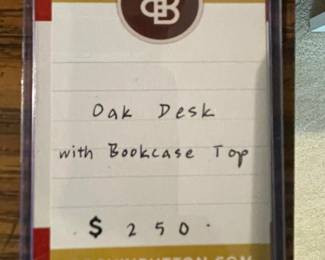 Oak Desk
with Bookcase Top
$ 250.